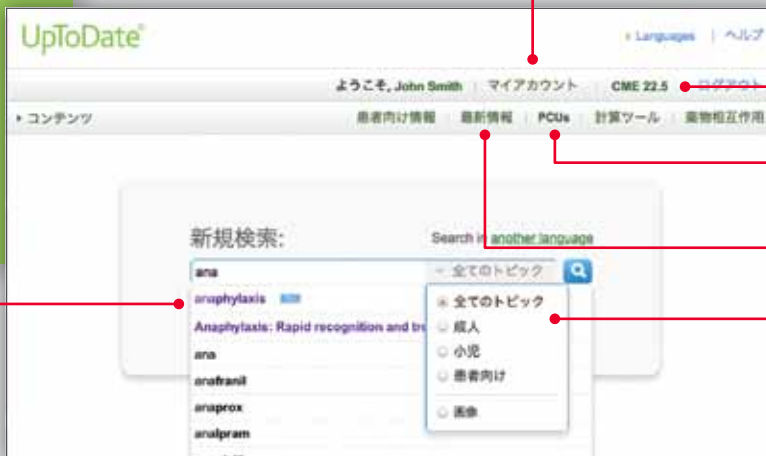 UpToDate®
Languages | ヘルプ
ようこそ, John Smith | マイアカウント | CME 22.5 ログアウト
コンテンツ
患者向け情報 | 最新情報 | PCUs | 計算ツール | 薬物相互作用
新規検索:
Search in another language
ana
全てのトピック
anaphylaxis
Anaphylaxis: Rapid recognition and
ana
anafranil
anaprox
analpram
全てのトピック
成人
小児
患者向け
画像